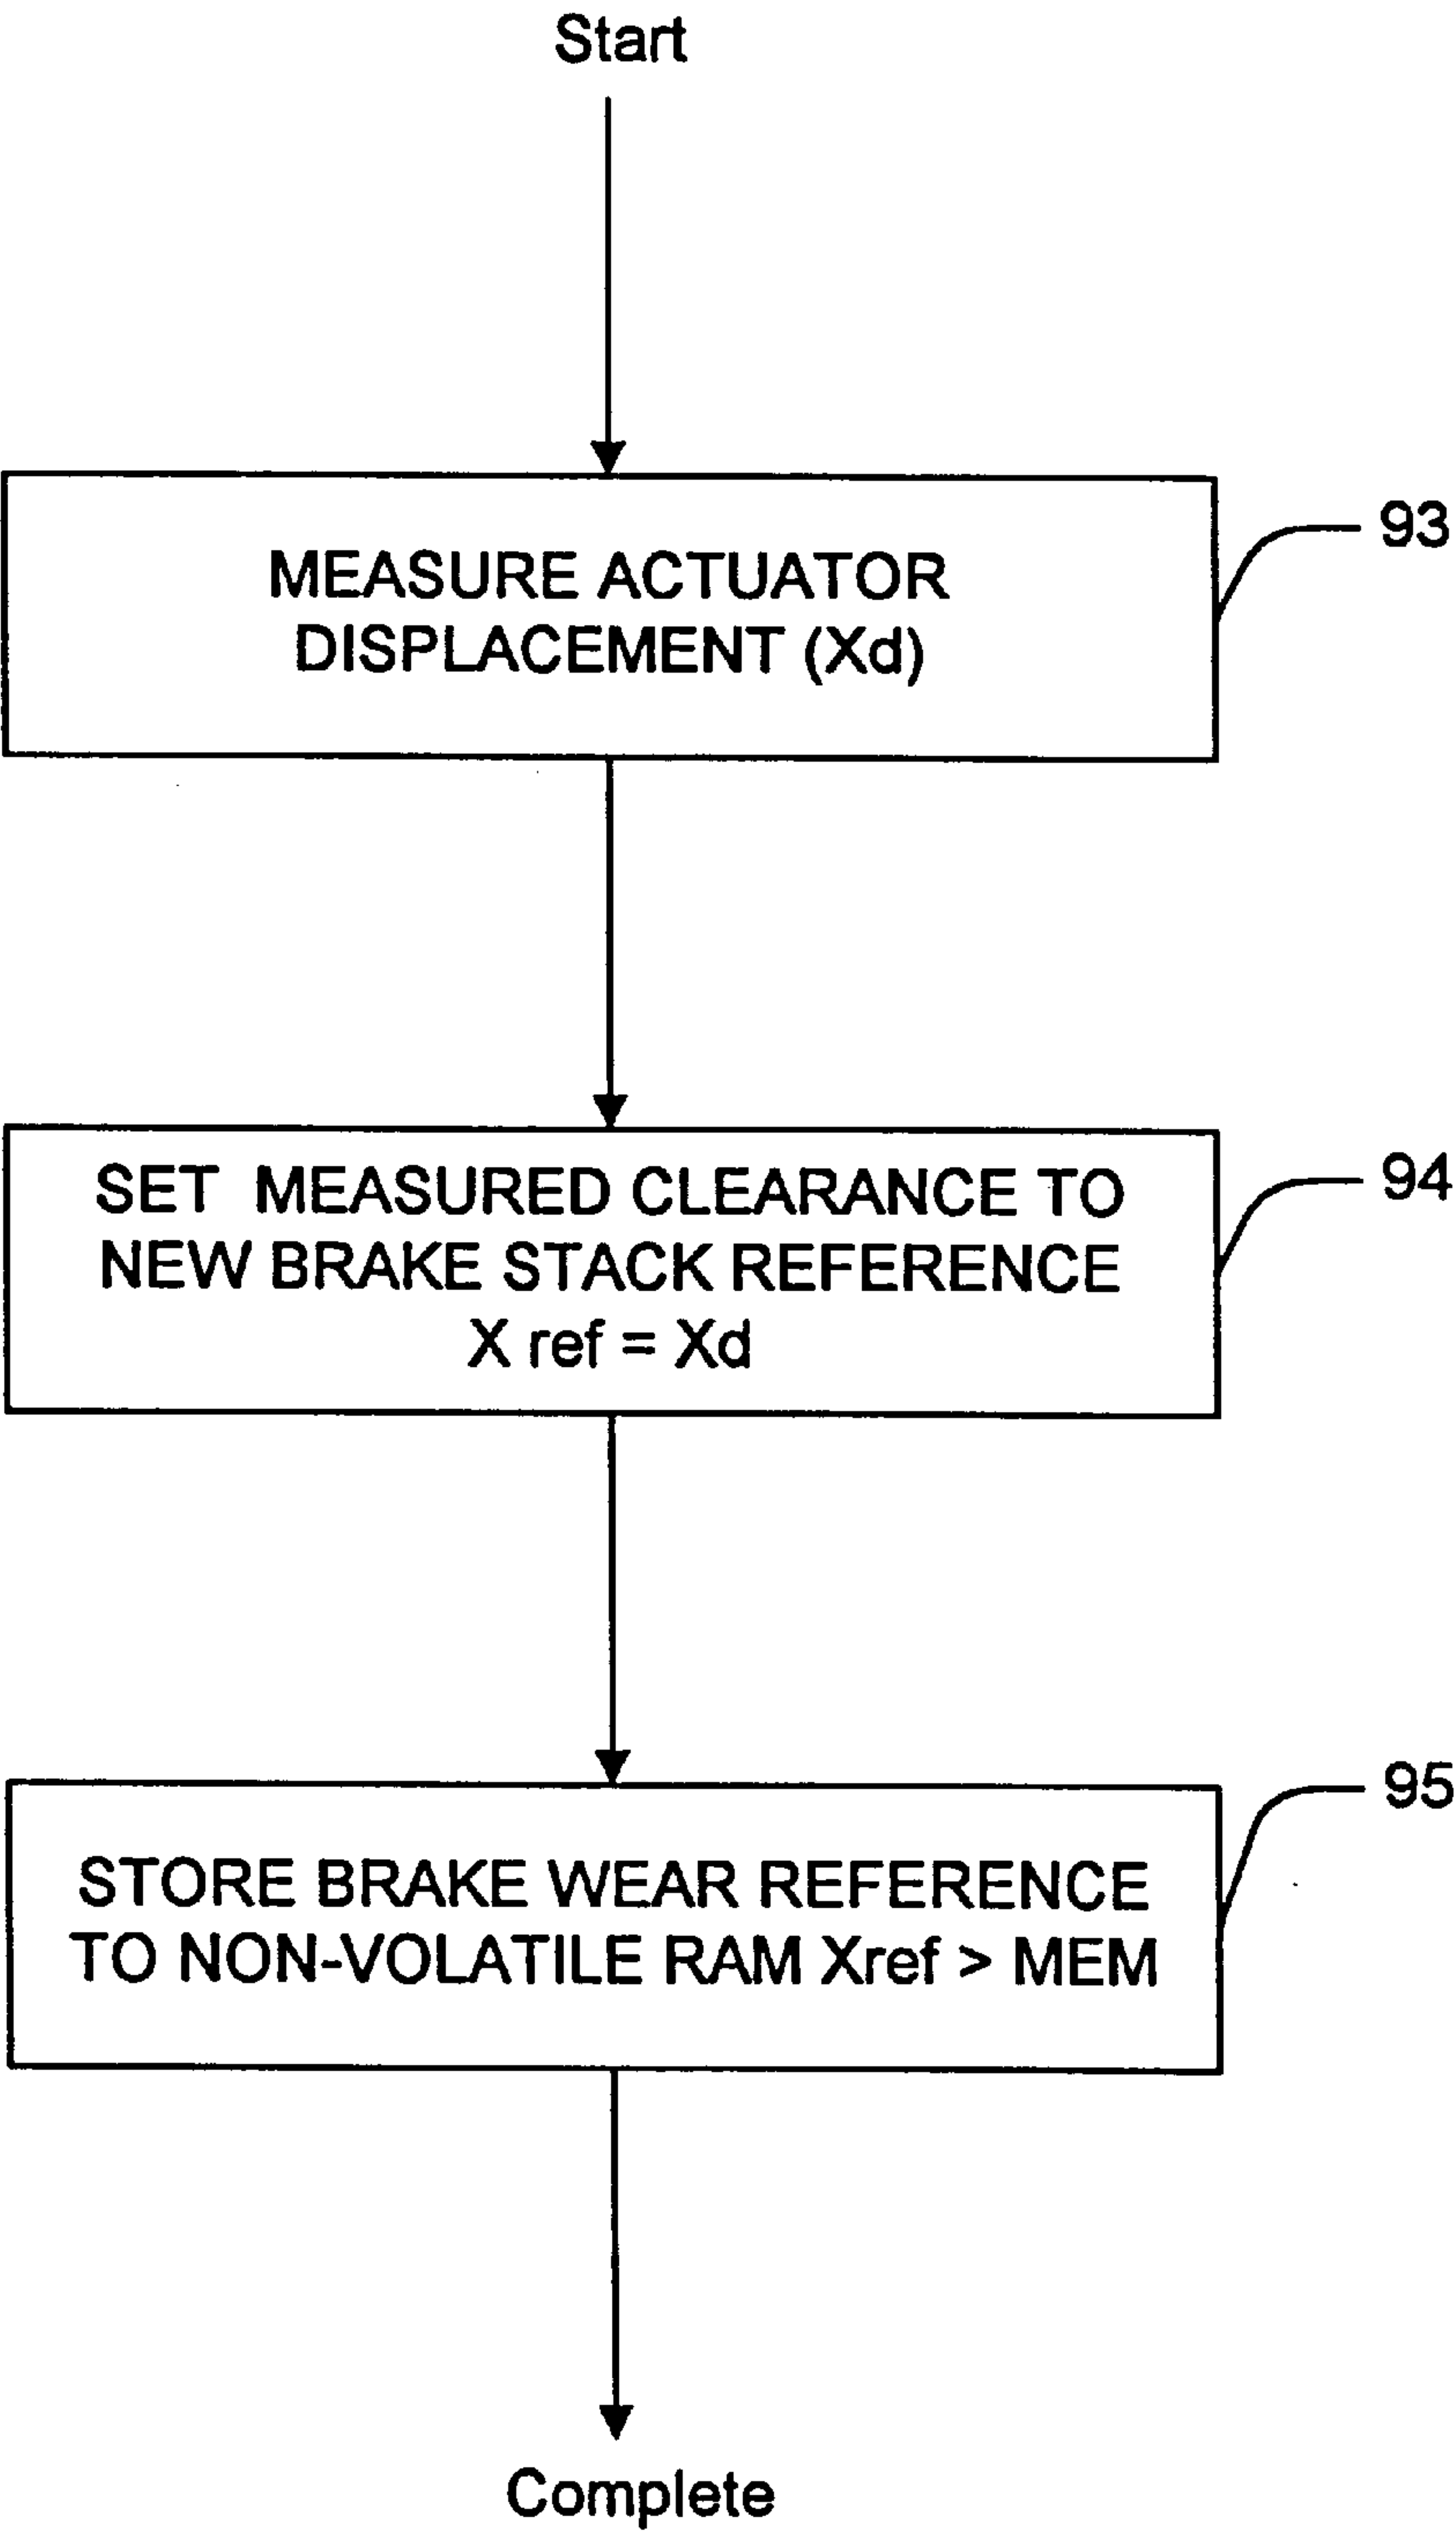 Start
MEASURE ACTUATOR
DISPLACEMENT (Xd)
93
SET MEASURED CLEARANCE TO
NEW BRAKE STACK REFERENCE
X ref = Xd
94
STORE BRAKE WEAR REFERENCE
TO NON-VOLATILE RAM Xref > MEM
95
Complete